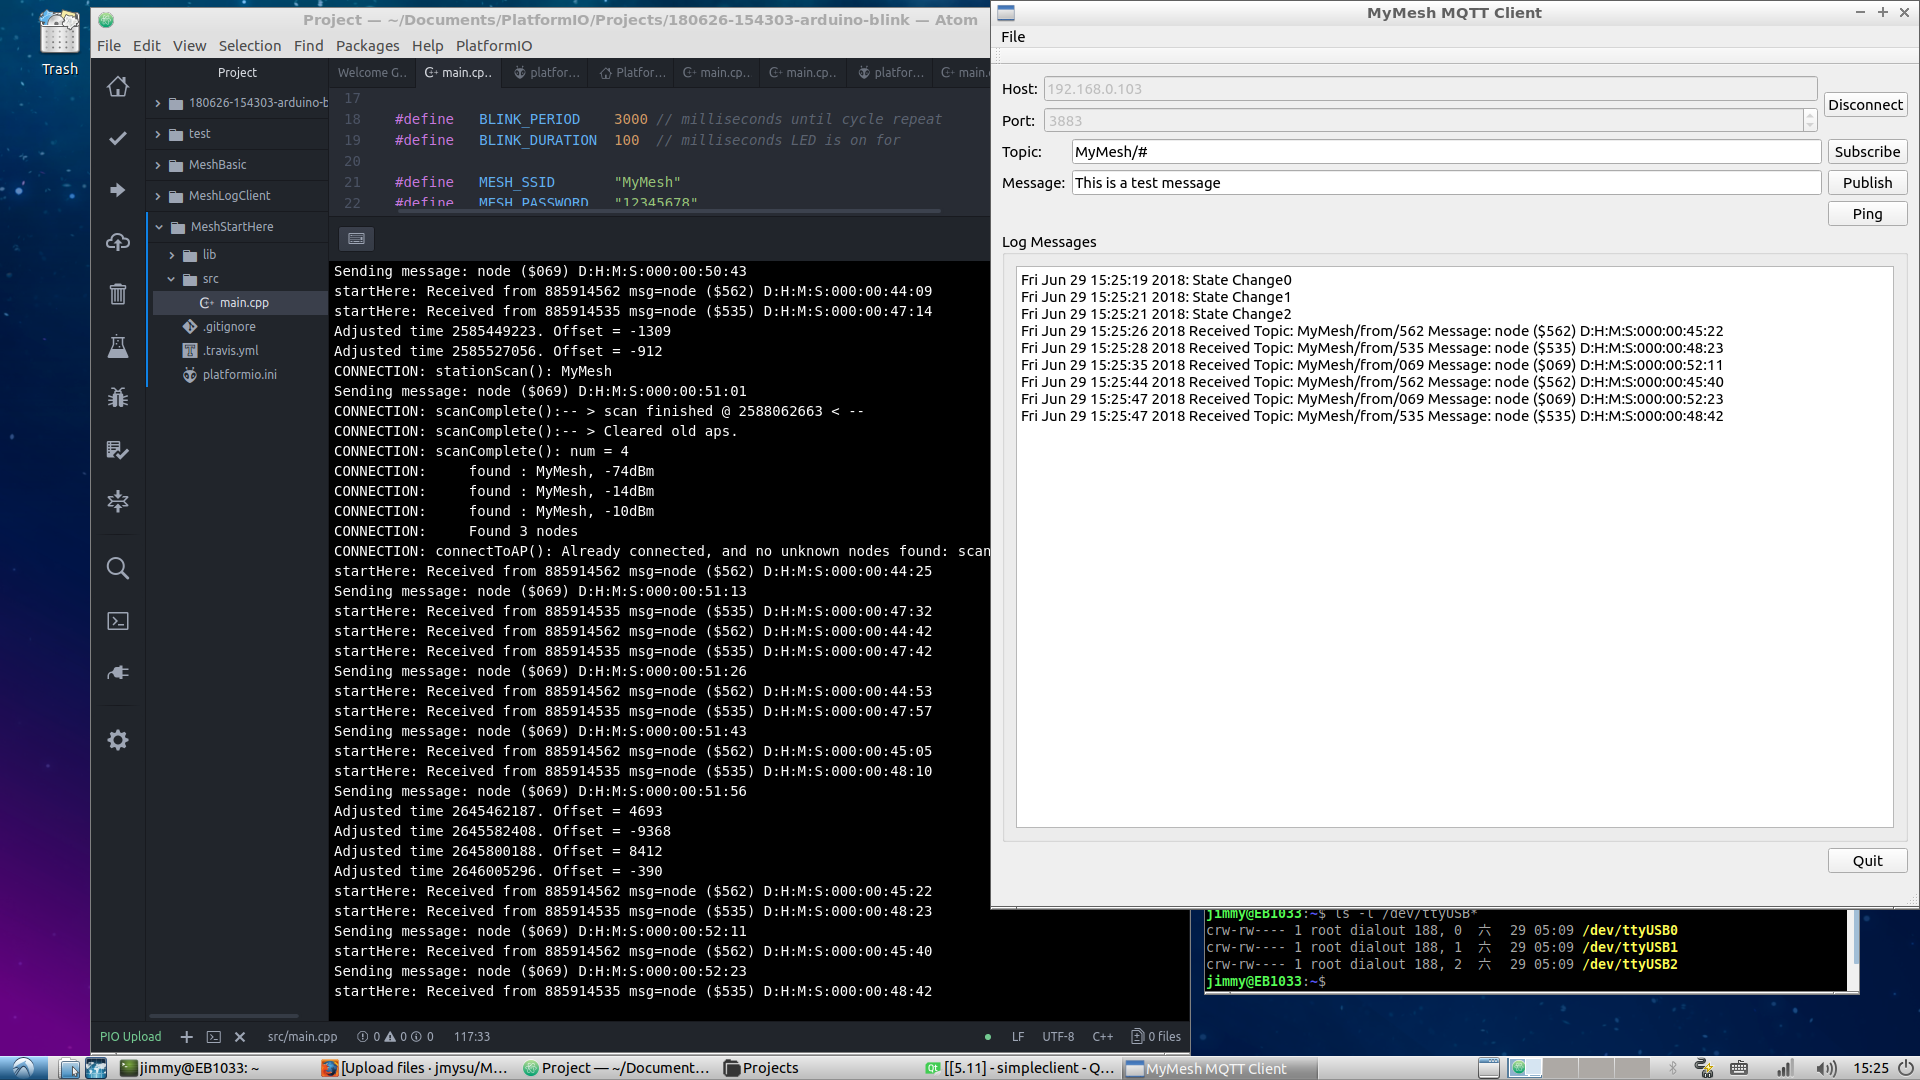 Trash
Project — ~/Documents/PlatformIO/Projects/180626-154303-arduino-blink — Atom
File Edit View Selection Find Packages Help PlatformIO
Project
180626-154303-arduino-b
test
MeshBasic
MeshLogClient
MeshStartHere
lib
src
main.cpp
.gitignore
.travis.yml
platformio.ini
Welcome G.. main.cp.. platfor... Platfor... main.cp.. main.cp.. platfor... main.
17
18 #define BLINK_PERIOD 3000 // milliseconds until cycle repeat
19 #define BLINK_DURATION 100 // milliseconds LED is on for
20
21 #define MESH_SSID "MyMesh"
22 #define MESH_PASSWORD "12345678"
Sending message: node ($069) D:H:M:S:000:00:50:43
startHere: Received from 885914562 msg=node ($562) D:H:M:S:000:00:44:09
startHere: Received from 885914535 msg=node ($535) D:H:M:S:000:00:47:14
Adjusted time 2585449223. Offset = -1309
Adjusted time 2585527056. Offset = -912
CONNECTION: stationScan(): MyMesh
Sending message: node ($069) D:H:M:S:000:00:51:01
CONNECTION: scanComplete():-- > scan finished @ 2588062663 < --
CONNECTION: scanComplete():-- > Cleared old aps.
CONNECTION: scanComplete(): num = 4
CONNECTION: found : MyMesh, -74dBm
CONNECTION: found : MyMesh, -14dBm
CONNECTION: found : MyMesh, -10dBm
CONNECTION: Found 3 nodes
CONNECTION: connectToAP(): Already connected, and no unknown nodes found: scan
startHere: Received from 885914562 msg=node ($562) D:H:M:S:000:00:44:25
Sending message: node ($069) D:H:M:S:000:00:51:13
startHere: Received from 885914535 msg=node ($535) D:H:M:S:000:00:47:32
startHere: Received from 885914562 msg=node ($562) D:H:M:S:000:00:44:42
startHere: Received from 885914535 msg=node ($535) D:H:M:S:000:00:47:42
Sending message: node ($069) D:H:M:S:000:00:51:26
startHere: Received from 885914562 msg=node ($562) D:H:M:S:000:00:44:53
startHere: Received from 885914535 msg=node ($535) D:H:M:S:000:00:47:57
Sending message: node ($069) D:H:M:S:000:00:51:43
startHere: Received from 885914562 msg=node ($562) D:H:M:S:000:00:45:05
startHere: Received from 885914535 msg=node ($535) D:H:M:S:000:00:48:10
Sending message: node ($069) D:H:M:S:000:00:51:56
Adjusted time 2645462187. Offset = 4693
Adjusted time 2645582408. Offset = -9368
Adjusted time 2645800188. Offset = 8412
Adjusted time 2646005296. Offset = -390
startHere: Received from 885914562 msg=node ($562) D:H:M:S:000:00:45:22
startHere: Received from 885914535 msg=node ($535) D:H:M:S:000:00:48:23
Sending message: node ($069) D:H:M:S:000:00:52:11
startHere: Received from 885914562 msg=node ($562) D:H:M:S:000:00:45:40
Sending message: node ($069) D:H:M:S:000:00:52:23
startHere: Received from 885914535 msg=node ($535) D:H:M:S:000:00:48:42
PIO Upload src/main.cpp 0 0 0 117:33 LF UTF-8 C++ 0 files
MyMesh MQTT Client
File
Host: 192.168.0.103
Disconnect
Port: 3883
Topic: MyMesh/# Subscribe
Message: This is a test message Publish
Ping
Log Messages
Fri Jun 29 15:25:19 2018: State Change0
Fri Jun 29 15:25:21 2018: State Change1
Fri Jun 29 15:25:21 2018: State Change2
Fri Jun 29 15:25:26 2018 Received Topic: MyMesh/from/562 Message: node ($562) D:H:M:S:000:00:45:22
Fri Jun 29 15:25:28 2018 Received Topic: MyMesh/from/535 Message: node ($535) D:H:M:S:000:00:48:23
Fri Jun 29 15:25:35 2018 Received Topic: MyMesh/from/069 Message: node ($069) D:H:M:S:000:00:52:11
Fri Jun 29 15:25:44 2018 Received Topic: MyMesh/from/562 Message: node ($562) D:H:M:S:000:00:45:40
Fri Jun 29 15:25:47 2018 Received Topic: MyMesh/from/069 Message: node ($069) D:H:M:S:000:00:52:23
Fri Jun 29 15:25:47 2018 Received Topic: MyMesh/from/535 Message: node ($535) D:H:M:S:000:00:48:42
Quit
jimmy@EB1033:~$ ls -l /dev/ttyUSB*
crw-rw---- 1 root dialout 188, 0 六 29 05:09 /dev/ttyUSB0
crw-rw---- 1 root dialout 188, 1 六 29 05:09 /dev/ttyUSB1
crw-rw---- 1 root dialout 188, 2 六 29 05:09 /dev/ttyUSB2
jimmy@EB1033:~$
jimmy@EB1033: ~ [Upload files · jmysu/M... Project — ~/Document... Projects [[5.11] - simpleclient - Q... MyMesh MQTT Client 15:25